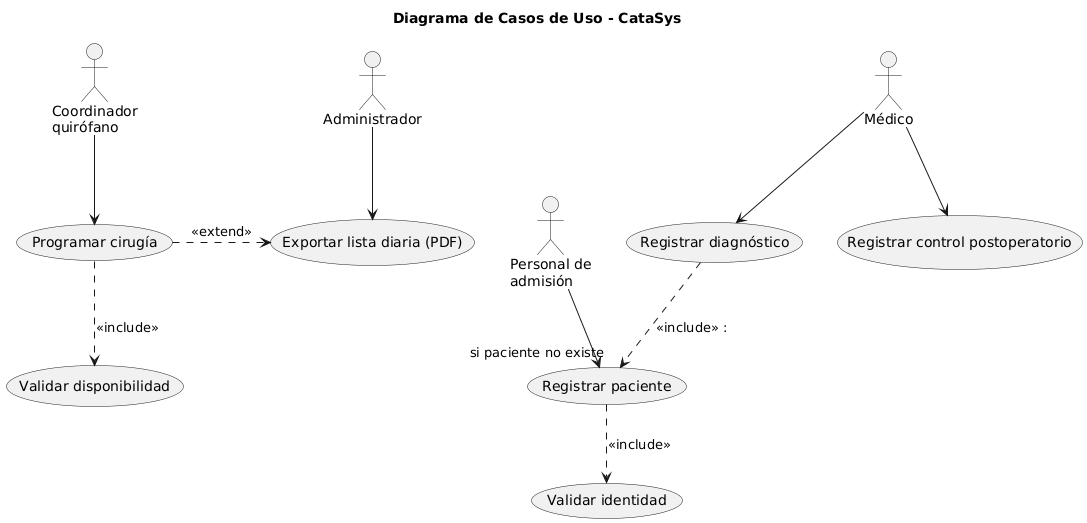 Diagrama de Casos de Uso - CataSys
Coordinador
quirófano
Administrador
Médico
Personal de
admisión
Programar cirugía
«extend»
Exportar lista diaria (PDF)
Registrar diagnóstico
Registrar control postoperatorio
«include»
«include» :
si paciente no existe
Validar disponibilidad
Registrar paciente
«include»
Validar identidad